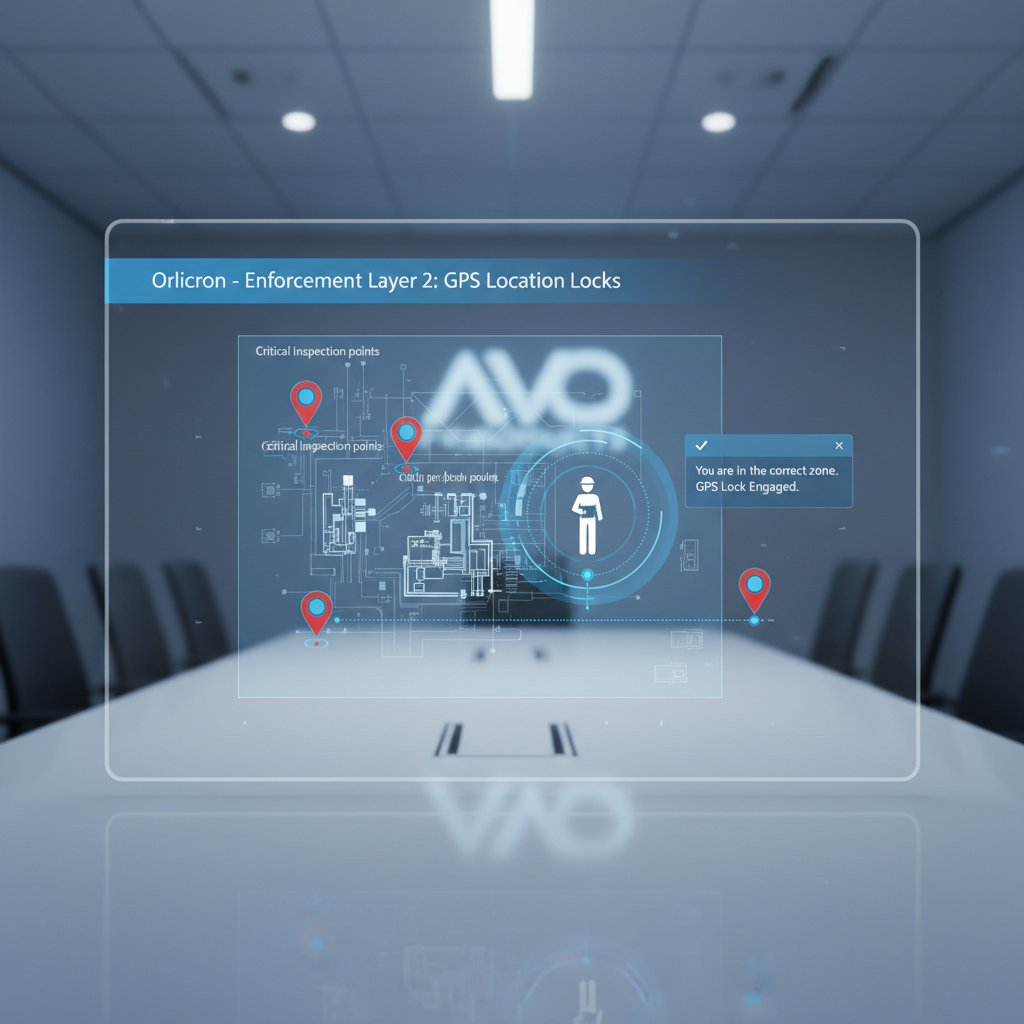 Orlicron - Enforcement Layer 2: GPS Location Locks
Critical inspection points
AVO
You are in the correct zone.
GPS Lock Engaged.